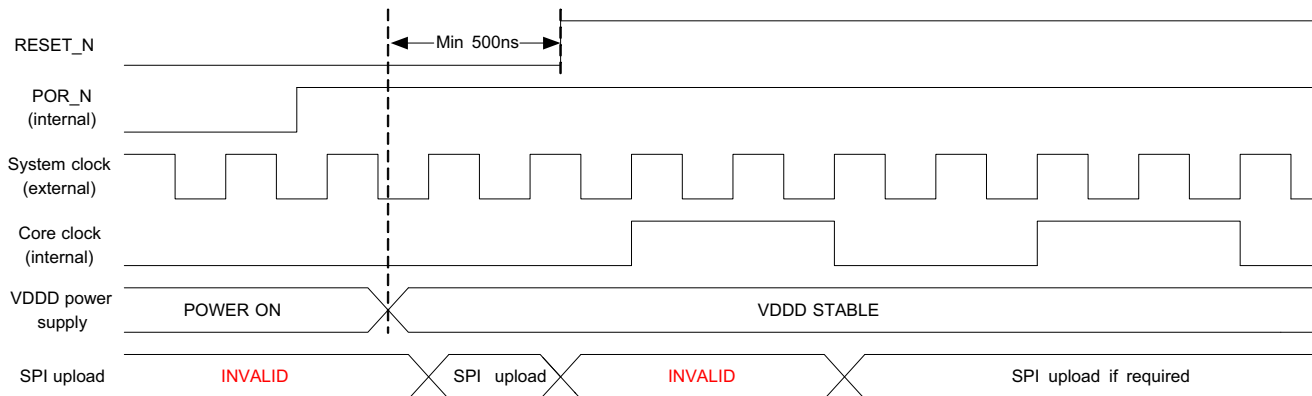 RESET_N
Min 500ns
POR_N
(internal)
System clock
(external)
Core clock
(internal)
VDDD power
supply
POWER ON
VDDD STABLE
SPI upload
INVALID
SPI upload
INVALID
SPI upload if required